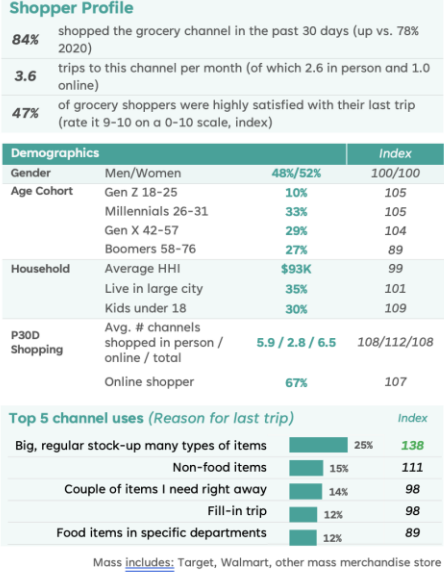 Shopper Profile
84% shopped the grocery channel in the past 30 days (up vs. 78%
2020)
3.6 trips to this channel per month (of which 2.6 in person and 1.0
online)
47% of grocery shoppers were highly satisfied with their last trip
(rate it 9-10 on a 0-10 scale, index)
Demographics Index
Gender Men/Women 48%/52% 100/100
Age Cohort Gen Z 18-25 10% 105
Millennials 26-31 33% 105
Gen X 42-57 29% 104
Boomers 58-76 27% 89
Household Average HHI $93K 99
Live in large city 35% 101
Kids under 18 30% 109
P30D
Shopping
Avg. # channels
shopped in person /
online / total
5.9 / 2.8 / 6.5 108/112/108
Online shopper 67% 107
Top 5 channel uses (Reason for last trip) Index
Big, regular stock-up many types of items 25% 138
Non-food items 15% 111
Couple of items I need right away 14% 98
Fill-in trip 12% 98
Food items in specific departments 12% 89
Mass includes: Target, Walmart, other mass merchandise store